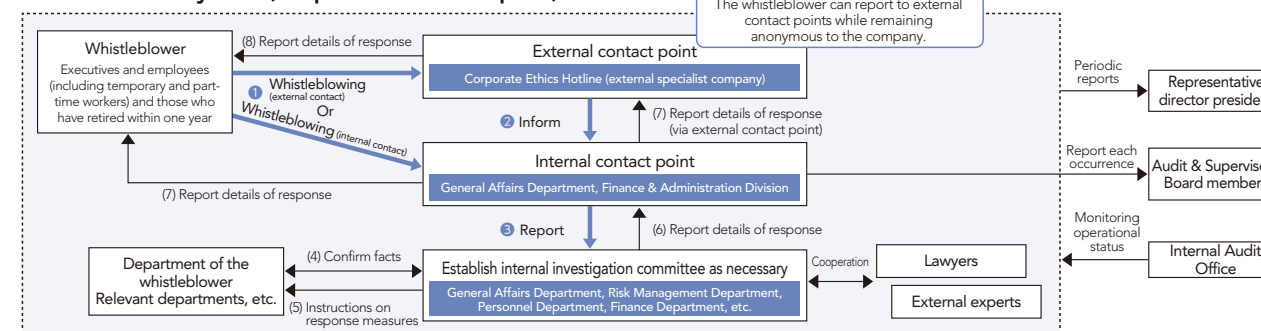 The whistleblower can report to external
contact points while remaining
anonymous to the company.
Whistleblower
Executives and employees
(including temporary and part-
time workers) and those who
have retired within one year
(8) Report details of response
1 Whistleblowing
(external contact)
Or
Whistleblowing (internal contact)
External contact point
Corporate Ethics Hotline (external specialist company)
2 Inform
(7) Report details of response
(via external contact point)
Internal contact point
General Affairs Department, Finance & Administration Division
(7) Report details of response
3 Report
(6) Report details of response
Department of the
whistleblower
Relevant departments, etc.
(4) Confirm facts
(5) Instructions on
response measures
Establish internal investigation committee as necessary
General Affairs Department, Risk Management Department,
Personnel Department, Finance Department, etc.
Cooperation
Lawyers
External experts
Periodic
reports
Representative
director
Report each
occurrence
Audit &
Board
Monitoring
operational
status
Internal Audit
Office